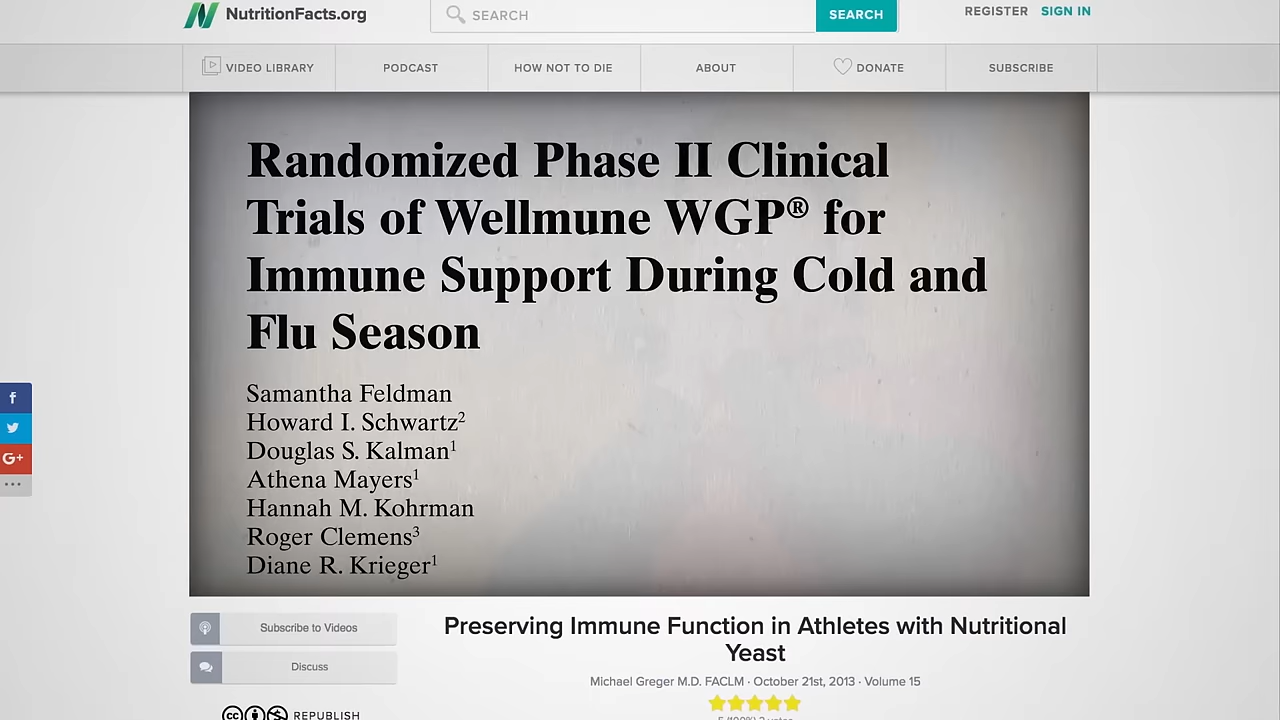 NutritionFacts.org
SEARCH
SEARCH
REGISTER SIGN IN
VIDEO LIBRARY
PODCAST
HOW NOT TO DIE
ABOUT
DONATE
SUBSCRIBE
Randomized Phase II Clinical
Trials of Wellmune WGP® for
Immune Support During Cold and
Flu Season
Samantha Feldman
Howard I. Schwartz²
Douglas S. Kalman¹
Athena Mayers¹
Hannah M. Kohrman
Roger Clemens³
Diane R. Krieger¹
f
G+
Subscribe to Videos
Discuss
cc
REPUBLISH
Preserving Immune Function in Athletes with Nutritional
Yeast
Michael Greger M.D. FACLM · October 21st, 2013 · Volume 15